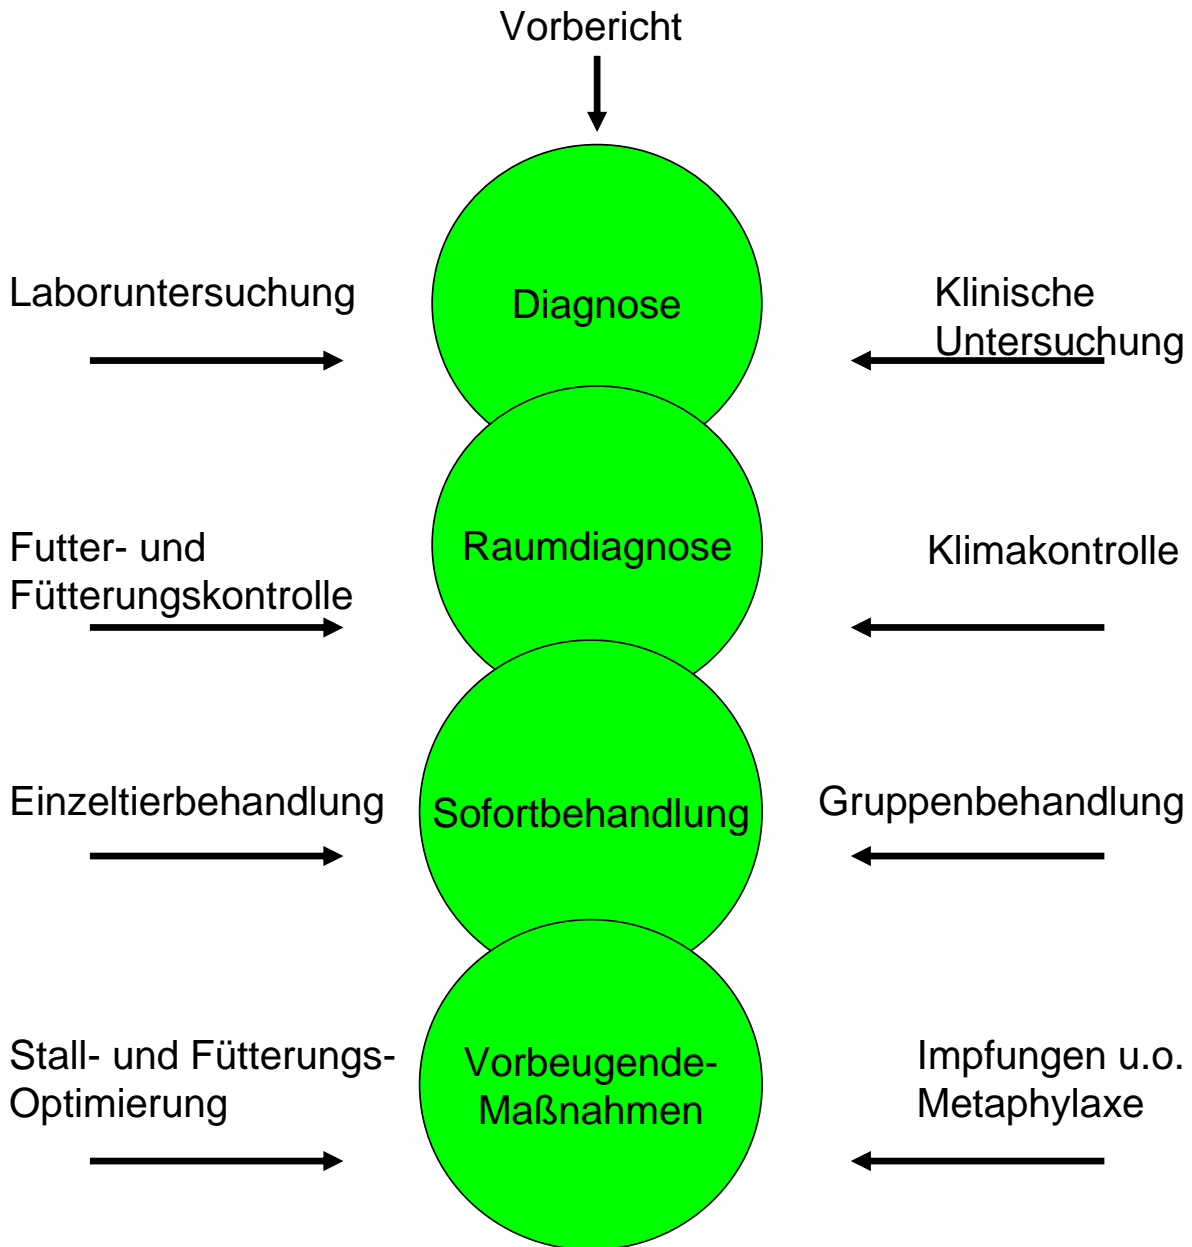 Vorbericht
Laboruntersuchung
Diagnose
Klinische
Untersuchung
Futter- und
Fütterungskontrolle
Raumdiagnose
Klimakontrolle
Einzeltierbehandlung
Sofortbehandlung
Gruppenbehandlung
Stall- und Fütterungs-
Optimierung
Vorbeugende-
Maßnahmen
Impfungen u.o.
Metaphylaxe